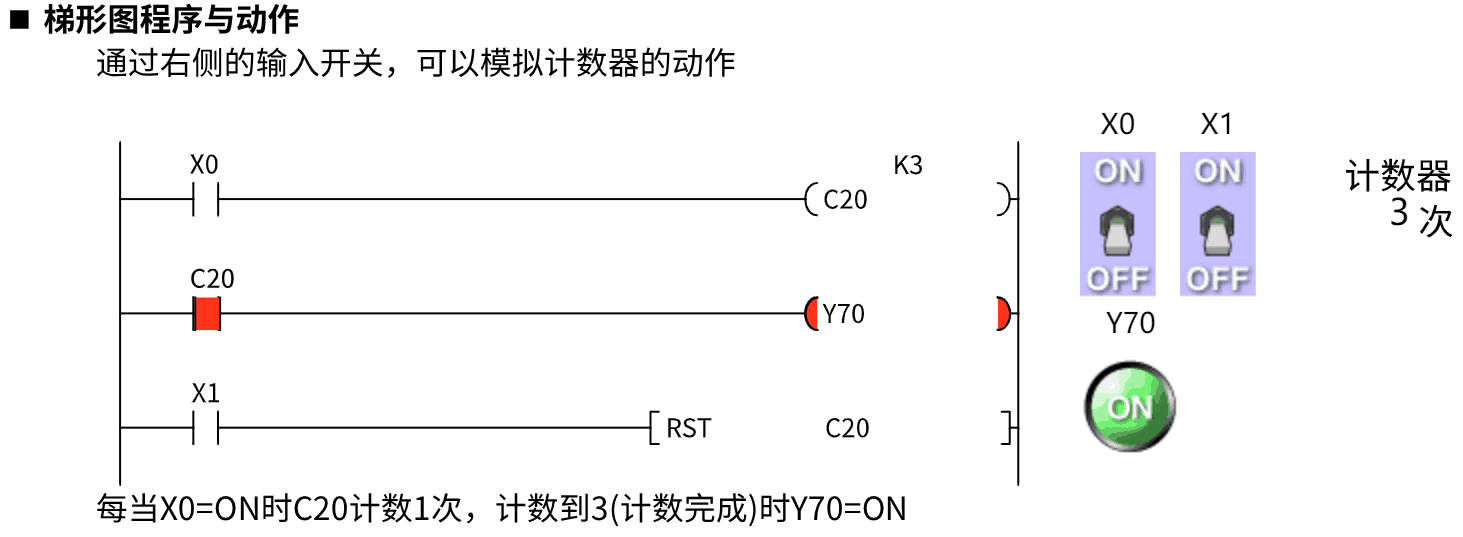 ■ 梯形图程序与动作
通过右侧的输入开关，可以模拟计数器的动作
X0
K3
C20
C20
Y70
X1
RST C20
X0 X1
ON ON
OFF OFF
Y70
ON
计数器
3 次
每当X0=ON时C20计数1次，计数到3(计数完成)时Y70=ON